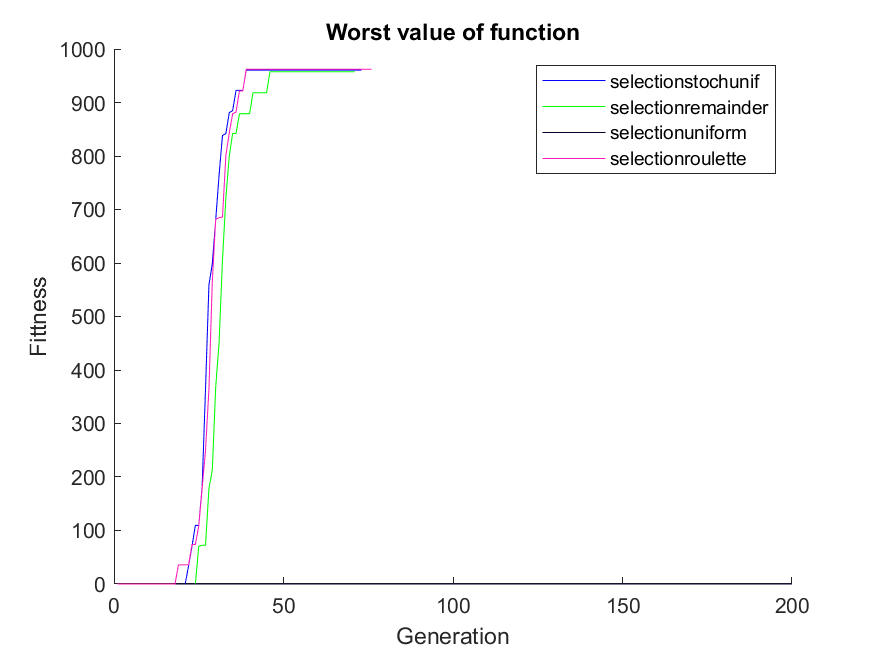 Worst value of function
1000
900
800
700
600
500
400
300
200
100
0
Fittness
selectionstochunif
selectionremainder
selectionuniform
selectionroulette
0 50 100 150 200
Generation